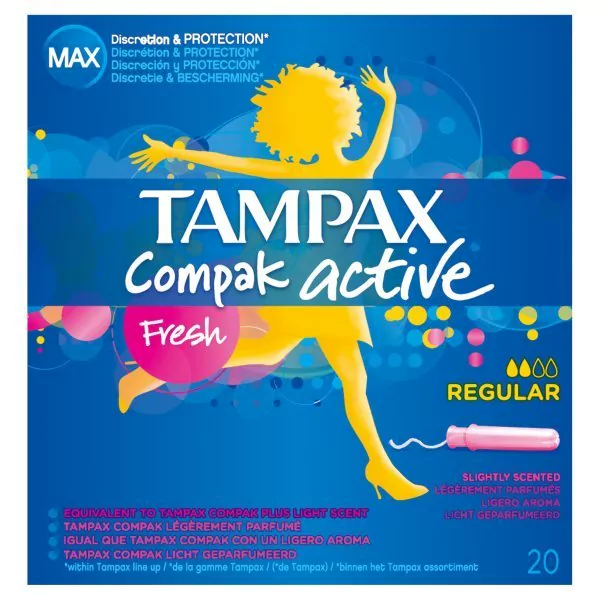 MAX
Discretion & PROTECTION*
Discrétion & PROTECTION*
Discreción y PROTECCIÓN*
Discretie & BESCHERMING*
TAMPAX
Compak active
Fresh
REGULAR
SLIGHTLY SCENTED
LÉGÈREMENT PARFUMÉS
LIGERO AROMA
LICHT GEPARFUMEERD
EQUIVALENT TO TAMPAX COMPAK PLUS LIGHT SCENT
TAMPAX COMPAK LÉGÈREMENT PARFUMÉ
IGUAL QUE TAMPAX COMPAK CON UN LIGERO AROMA
TAMPAX COMPAK LICHT GEPARFUMEERD
*within Tampax line up / *de la gamme Tampax / (*de Tampax) / *binnen het Tampax assortiment
20